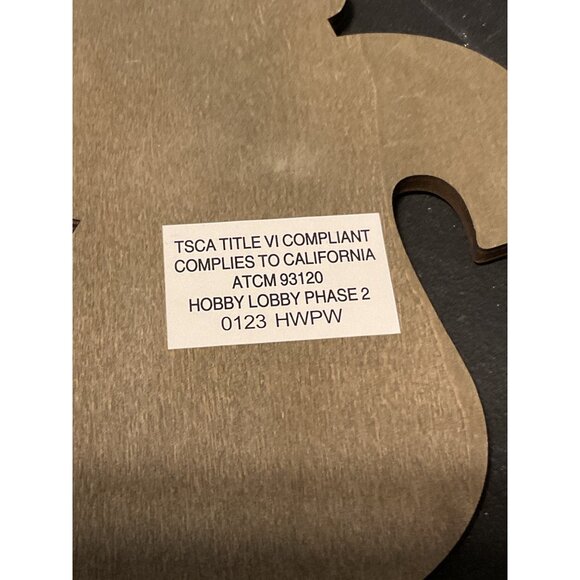 TSCA TITLE VI COMPLIANT
COMPLIES TO CALIFORNIA
ATCM 93120
HOBBY LOBBY PHASE 2
0123 HWPW